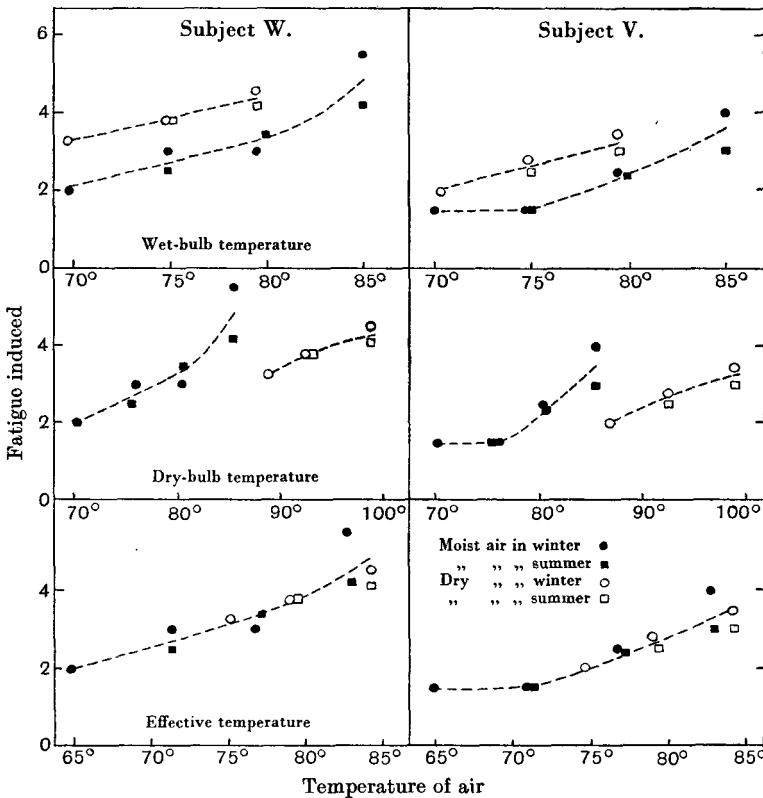 Subject W.
Subject V.
6
4
2
0
Wet-bulb temperature
70° 75° 80° 85°
70° 75° 80° 85°
Fatigue induced
4
2
0
Dry-bulb temperature
70° 80° 90° 100°
70° 80° 90° 100°
Moist air in winter
„ „ „ summer
Dry „ „ winter
„ „ „ summer
4
2
0
Effective temperature
65° 70° 75° 80° 85°
65° 70° 75° 80° 85°
Temperature of air